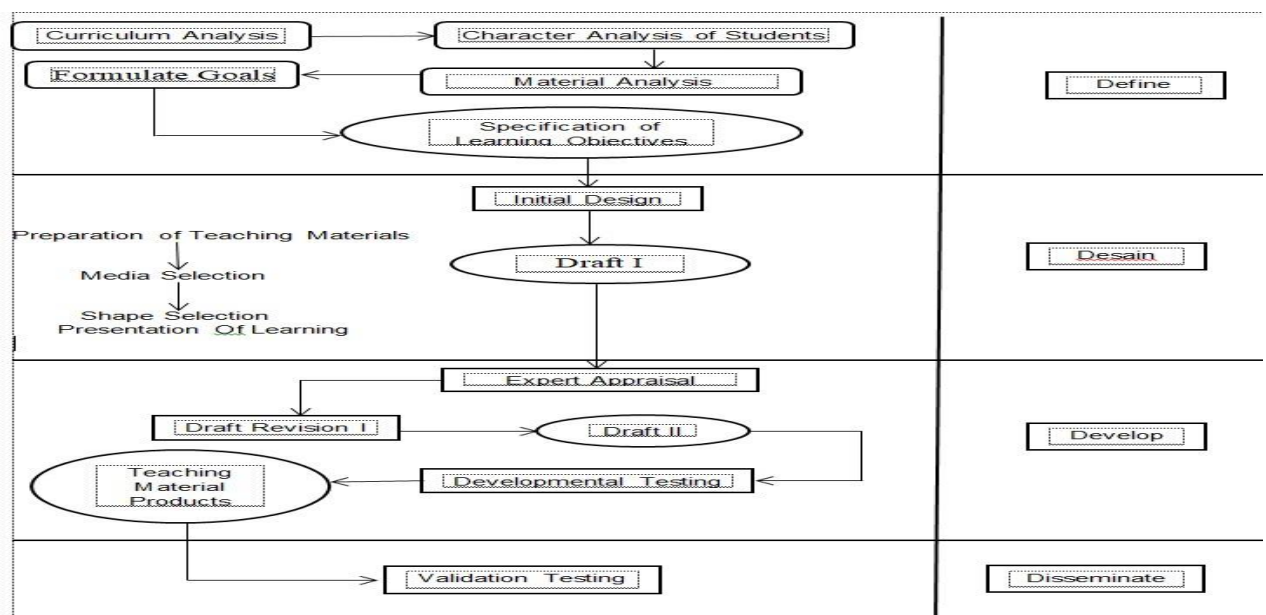 Curriculum Analysis
Character Analysis of Students
Formulate Goals
Material Analysis
Define
Specification of
Learning Objectives
Initial Design
Preparation of Teaching Materials
Media Selection
Draft I
Desain
Shape Selection
Presentation Of Learning
Expert Appraisal
Draft Revision I
Draft II
Develop
Teaching
Material
Products
Developmental Testing
Validation Testing
Disseminate